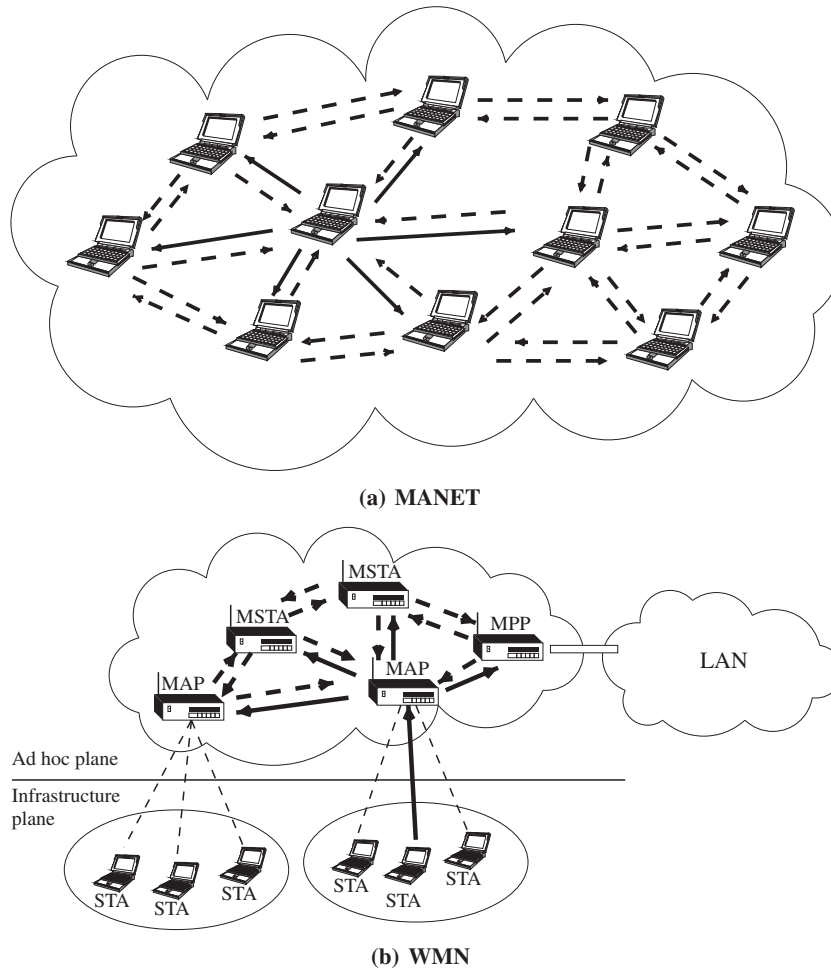 (a) MANET
MSTA
MSTA
MPP
LAN
MAP
MAP
Ad hoc plane
Infrastructure
plane
STA
STA
STA
STA
STA
STA
(b) WMN